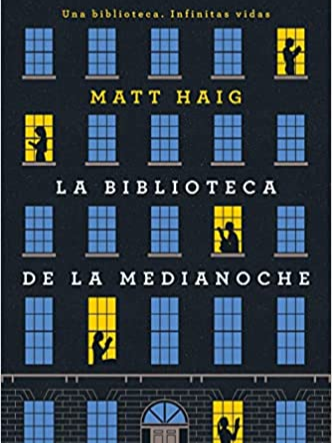 Una biblioteca. Infinitas vidas
MATT HAIG
LA BIBLIOTECA
DE LA MEDIANOCHE